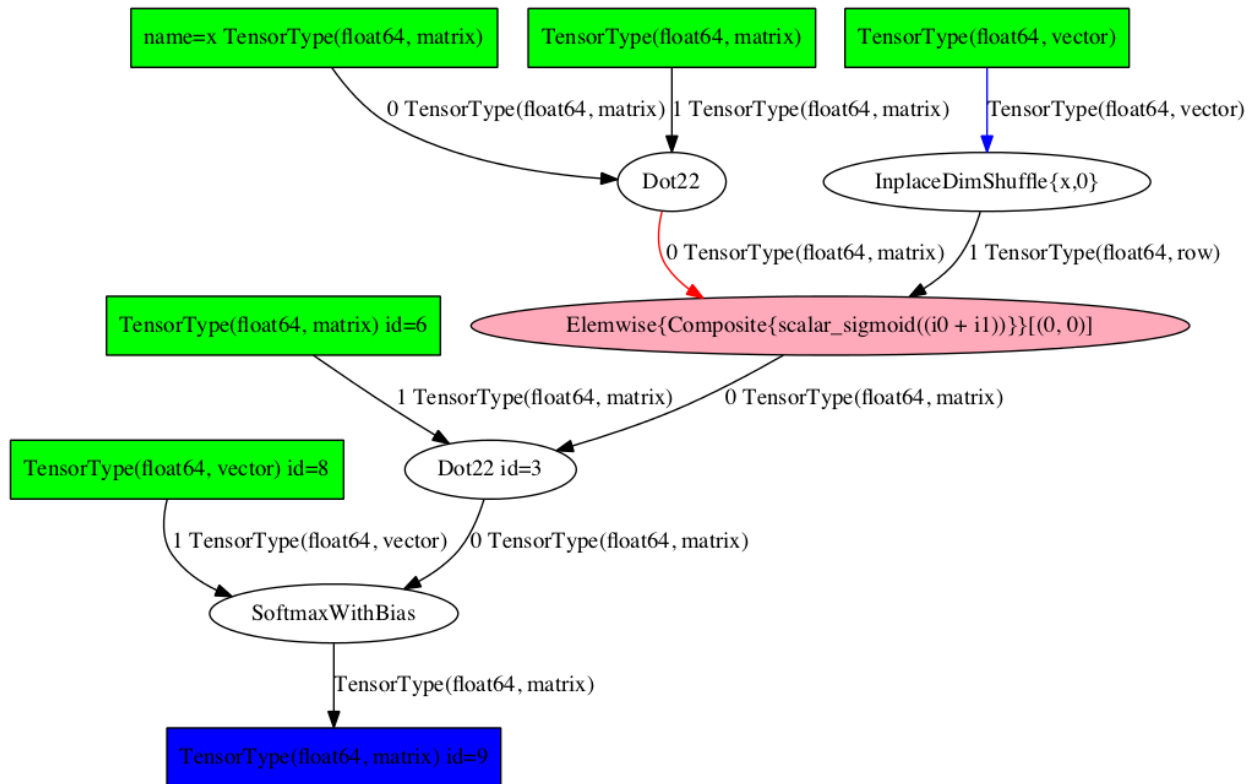 name=x TensorType(float64, matrix)
TensorType(float64, matrix)
TensorType(float64, vector)
0 TensorType(float64, matrix)
1 TensorType(float64, matrix)
TensorType(float64, vector)
Dot22
InplaceDimShuffle{x,0}
0 TensorType(float64, matrix)
1 TensorType(float64, row)
TensorType(float64, matrix) id=6
Elemwise{Composite{scalar_sigmoid((i0 + i1))}}[(0, 0)]
1 TensorType(float64, matrix)
0 TensorType(float64, matrix)
TensorType(float64, vector) id=8
Dot22 id=3
1 TensorType(float64, vector)
0 TensorType(float64, matrix)
SoftmaxWithBias
TensorType(float64, matrix)
TensorType(float64, matrix) id=9